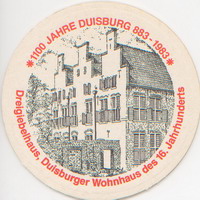 *1100 JAHRE DUISBURG 883-1983*
Dreigiebelhaus, Duisburger Wohnhaus des 16. Jahrhunderts